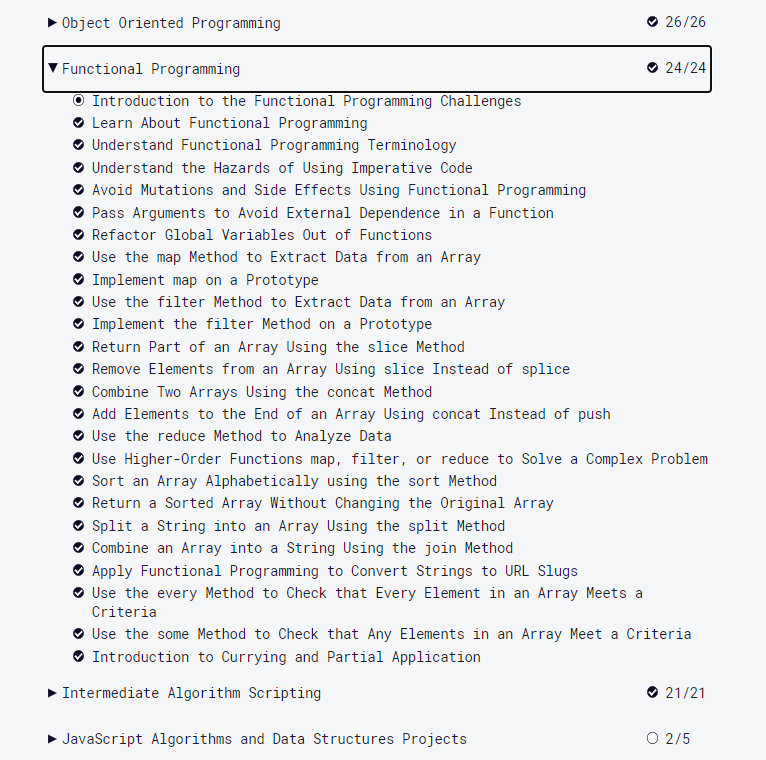 Object Oriented Programming 26/26
Functional Programming 24/24
Introduction to the Functional Programming Challenges
Learn About Functional Programming
Understand Functional Programming Terminology
Understand the Hazards of Using Imperative Code
Avoid Mutations and Side Effects Using Functional Programming
Pass Arguments to Avoid External Dependence in a Function
Refactor Global Variables Out of Functions
Use the map Method to Extract Data from an Array
Implement map on a Prototype
Use the filter Method to Extract Data from an Array
Implement the filter Method on a Prototype
Return Part of an Array Using the slice Method
Remove Elements from an Array Using slice Instead of splice
Combine Two Arrays Using the concat Method
Add Elements to the End of an Array Using concat Instead of push
Use the reduce Method to Analyze Data
Use Higher-Order Functions map, filter, or reduce to Solve a Complex Problem
Sort an Array Alphabetically using the sort Method
Return a Sorted Array Without Changing the Original Array
Split a String into an Array Using the split Method
Combine an Array into a String Using the join Method
Apply Functional Programming to Convert Strings to URL Slugs
Use the every Method to Check that Every Element in an Array Meets a
Criteria
Use the some Method to Check that Any Elements in an Array Meet a Criteria
Introduction to Currying and Partial Application
Intermediate Algorithm Scripting 21/21
JavaScript Algorithms and Data Structures Projects 2/5